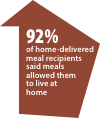 92%
of home-delivered
meal recipients
said meals
allowed them
to live at
home